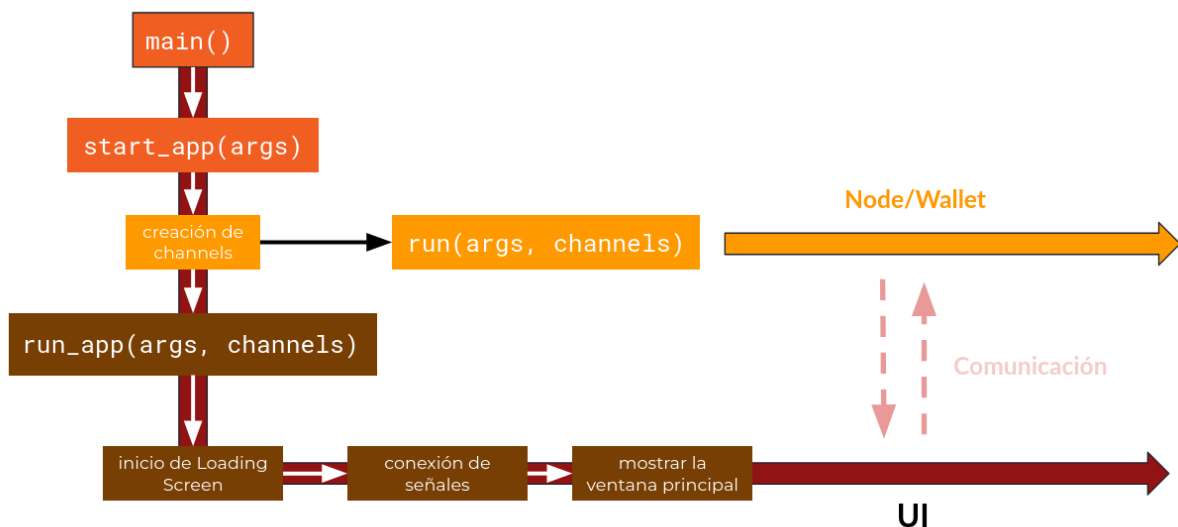 main()
start_app(args)
creación de
channels
run(args, channels)
Node/Wallet
run_app(args, channels)
Comunicación
inicio de Loading
Screen
conexión de
señales
mostrar la
ventana principal
UI